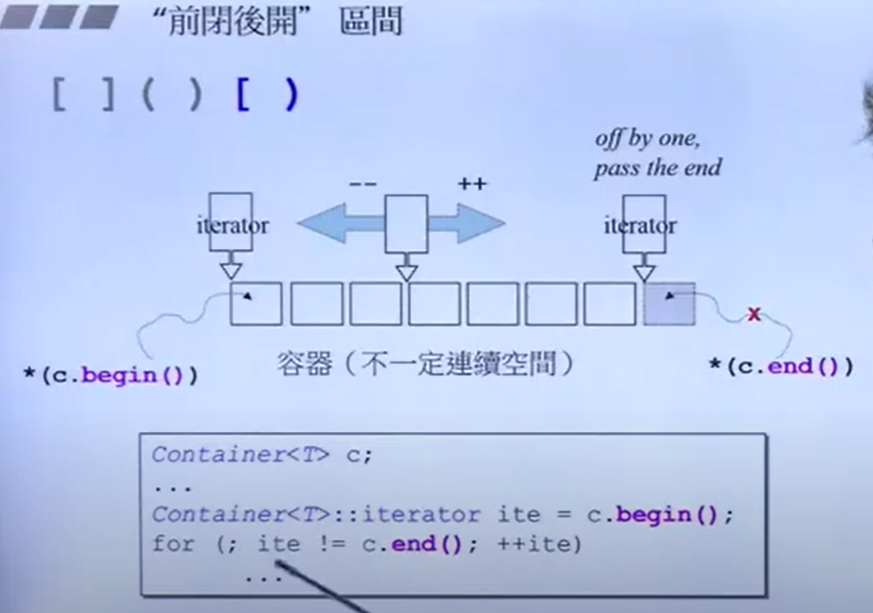 “前閉後開” 區間
[ ] ( ) [ )
off by one,
pass the end
-- ++
iterator
iterator
x
*(c.begin())
容器（不一定連續空間）
*(c.end())
Container<T> c;
...
Container<T>::iterator ite = c.begin();
for (; ite != c.end(); ++ite)
...